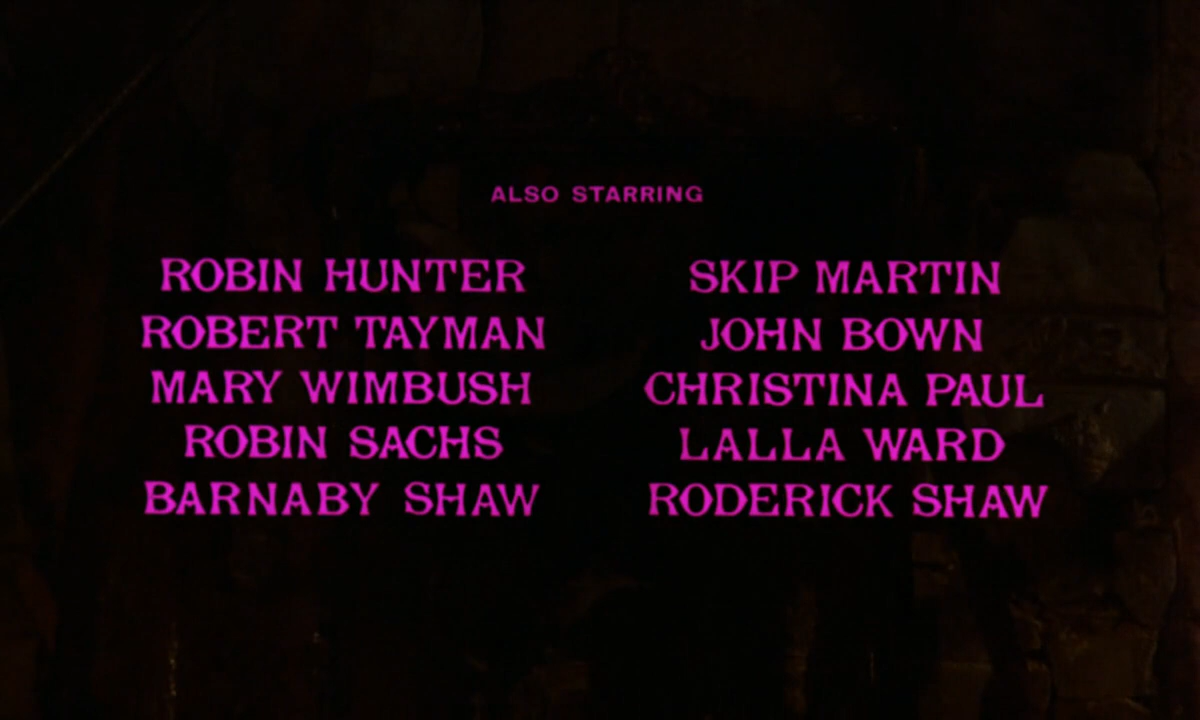 ALSO STARRING
ROBIN HUNTER
SKIP MARTIN
ROBERT TAYMAN
JOHN BOWN
MARY WIMBUSH
CHRISTINA PAUL
ROBIN SACHS
LALLA WARD
BARNABY SHAW
RODERICK SHAW